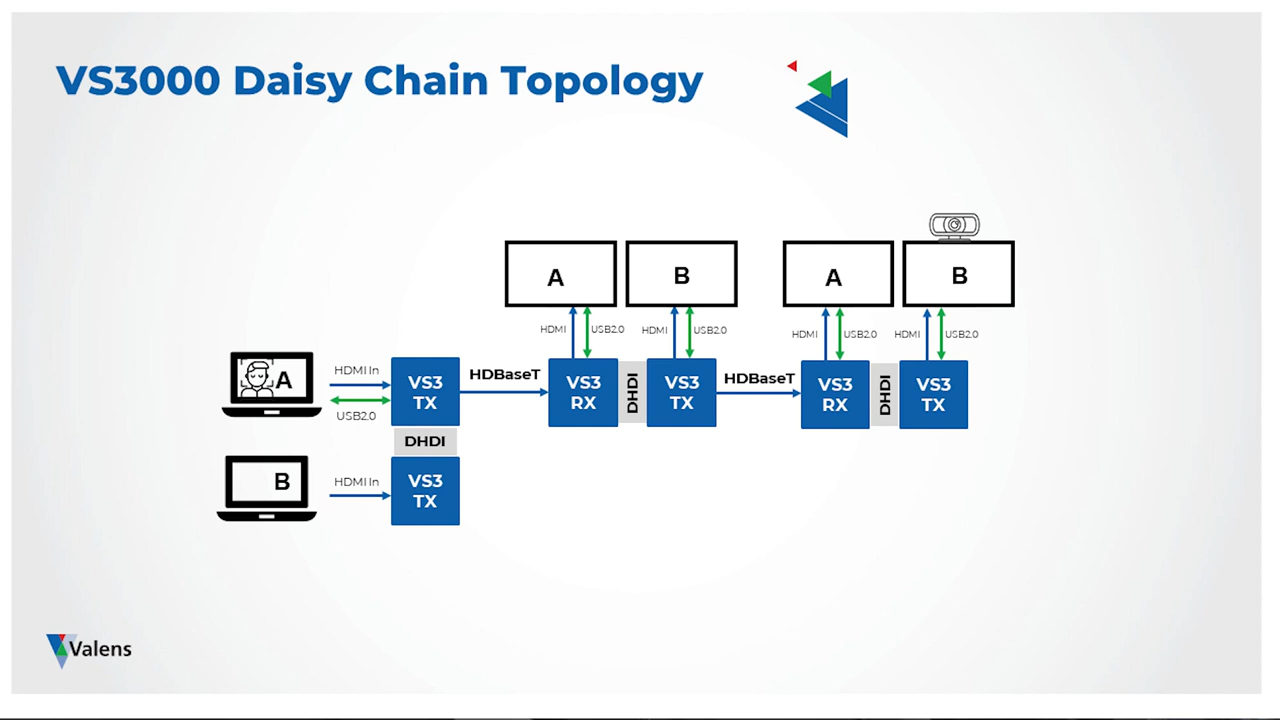 VS3000 Daisy Chain Topology
A
B
A
B
HDMI
USB2.0
HDMI
USB2.0
HDMI
USB2.0
HDMI
USB2.0
A
HDMI In
USB2.0
VS3
TX
HDBaseT
VS3
RX
DHDI
VS3
TX
HDBaseT
VS3
RX
DHDI
VS3
TX
DHDI
B
HDMI In
VS3
TX
Valens